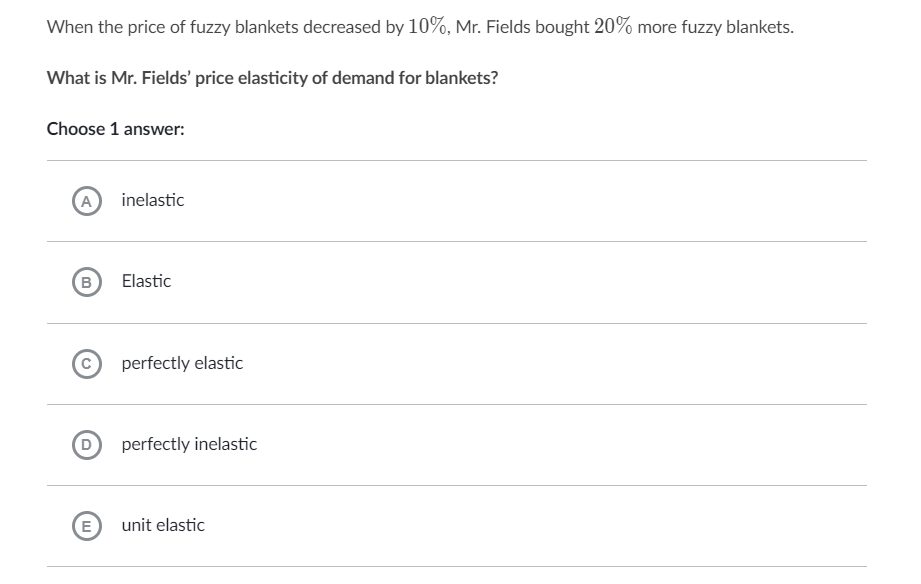 When the price of fuzzy blankets decreased by 10%, Mr. Fields bought 20% more fuzzy blankets.
What is Mr. Fields' price elasticity of demand for blankets?
Choose 1 answer:
A inelastic
B Elastic
C perfectly elastic
D perfectly inelastic
E unit elastic